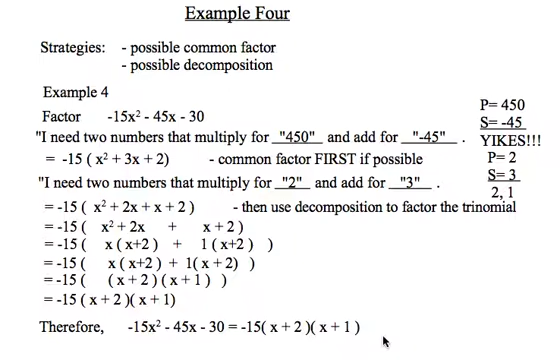 Example Four
Strategies: - possible common factor
- possible decomposition
Example 4
Factor -15x² - 45x - 30
P= 450
S= -45
"I need two numbers that multiply for "450" and add for "-45" .
YIKES!!!
= -15 ( x² + 3x + 2) - common factor FIRST if possible
P= 2
S= 3
"I need two numbers that multiply for "2" and add for "3" .
2, 1
= -15 ( x² + 2x + x + 2 ) - then use decomposition to factor the trinomial
= -15 ( x² + 2x + x + 2 )
= -15 ( x ( x+2 ) + 1 ( x+2 ) )
= -15 ( x ( x+2 ) + 1( x + 2) )
= -15 ( ( x + 2 ) ( x + 1 ) )
= -15 ( x + 2 )( x + 1)
Therefore, -15x² - 45x - 30 = -15( x + 2 )( x + 1 )